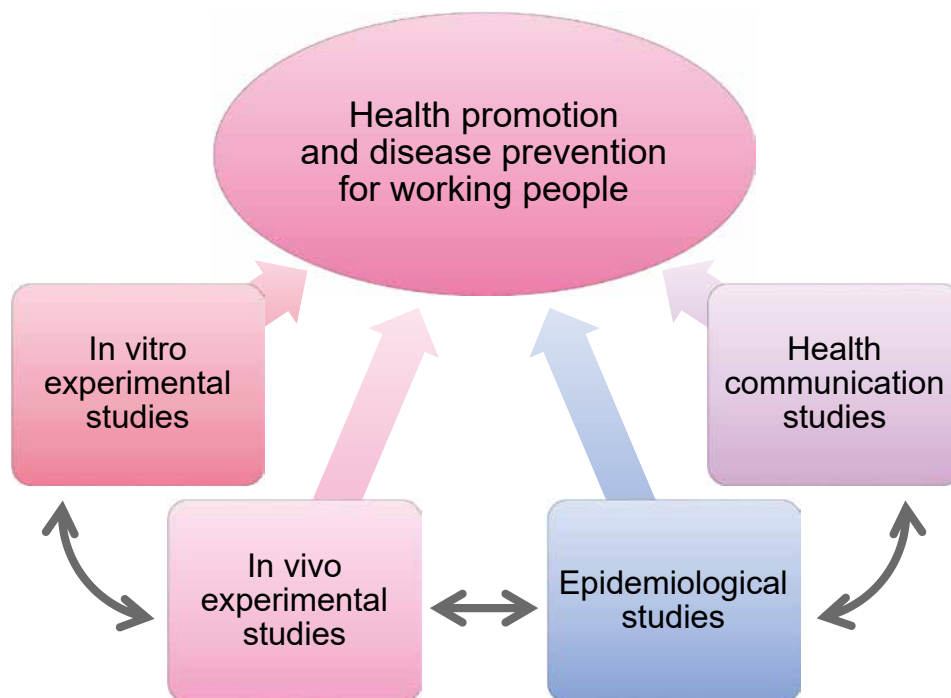 Health promotion
and disease prevention
for working people
In vitro
experimental
studies
Health
communication
studies
In vivo
experimental
studies
Epidemiological
studies